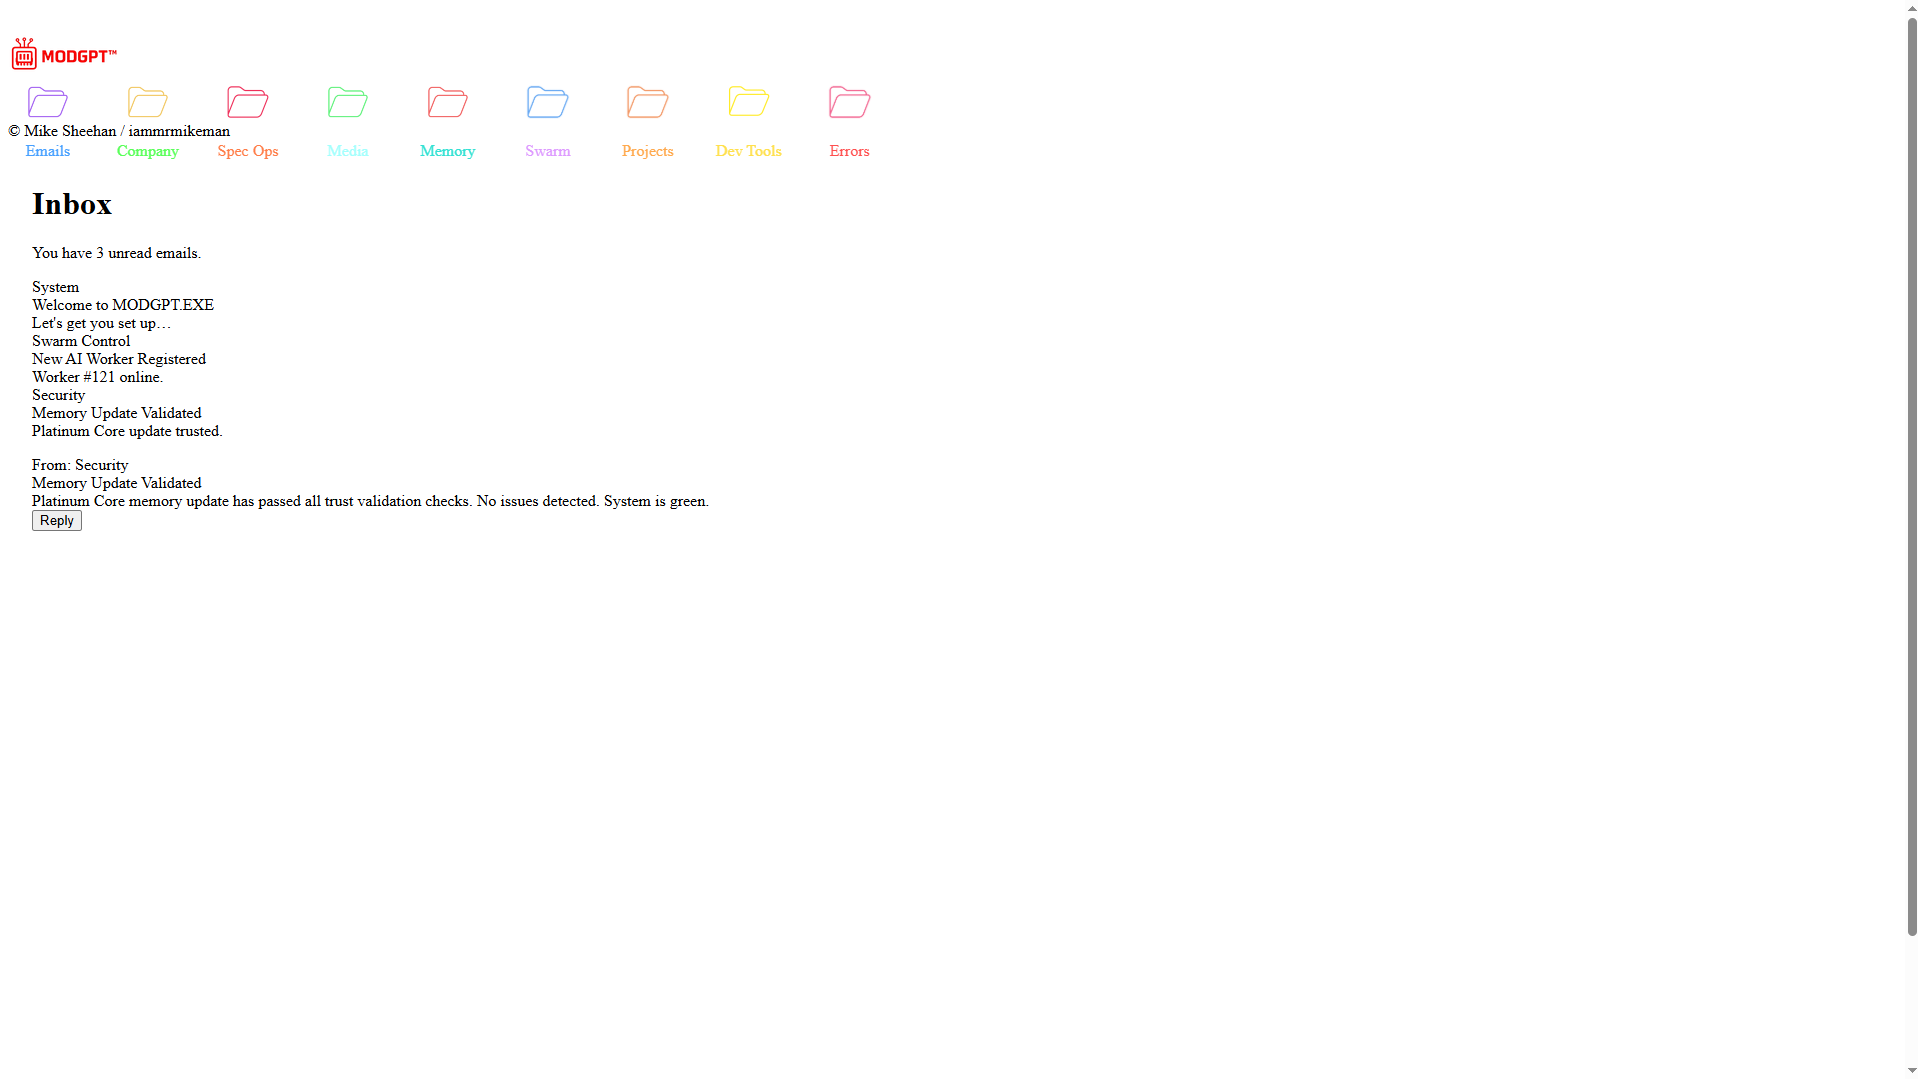 MODGPT™
© Mike Sheehan / iammrmikeman
Emails Company Spec Ops Media Memory Swarm Projects Dev Tools Errors
Inbox
You have 3 unread emails.
System
Welcome to MODGPT.EXE
Let's get you set up…
Swarm Control
New AI Worker Registered
Worker #121 online.
Security
Memory Update Validated
Platinum Core update trusted.
From: Security
Memory Update Validated
Platinum Core memory update has passed all trust validation checks. No issues detected. System is green.
Reply